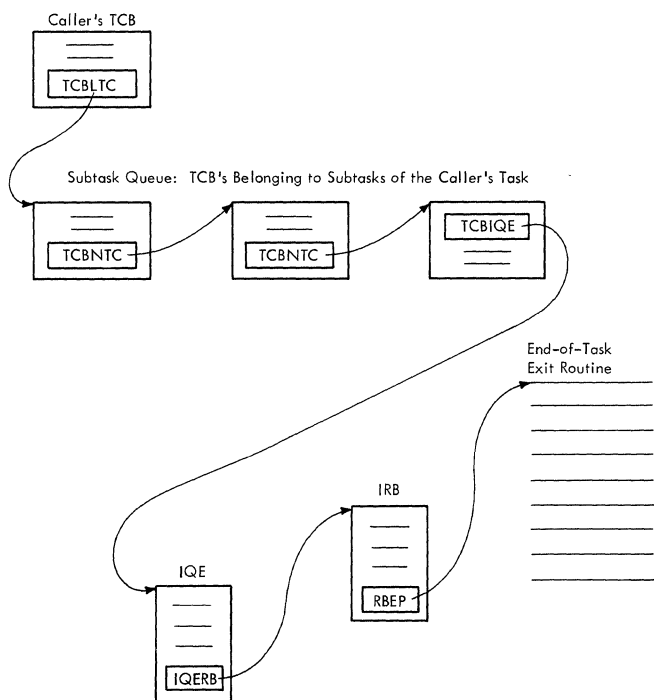 Caller's TCB
TCBLTC
Subtask Queue: TCB's Belonging to Subtasks of the Caller's Task
TCBNTC
TCBNTC
TCBIQE
End-of-Task
Exit Routine
IRB
RBEP
IQE
IQERB